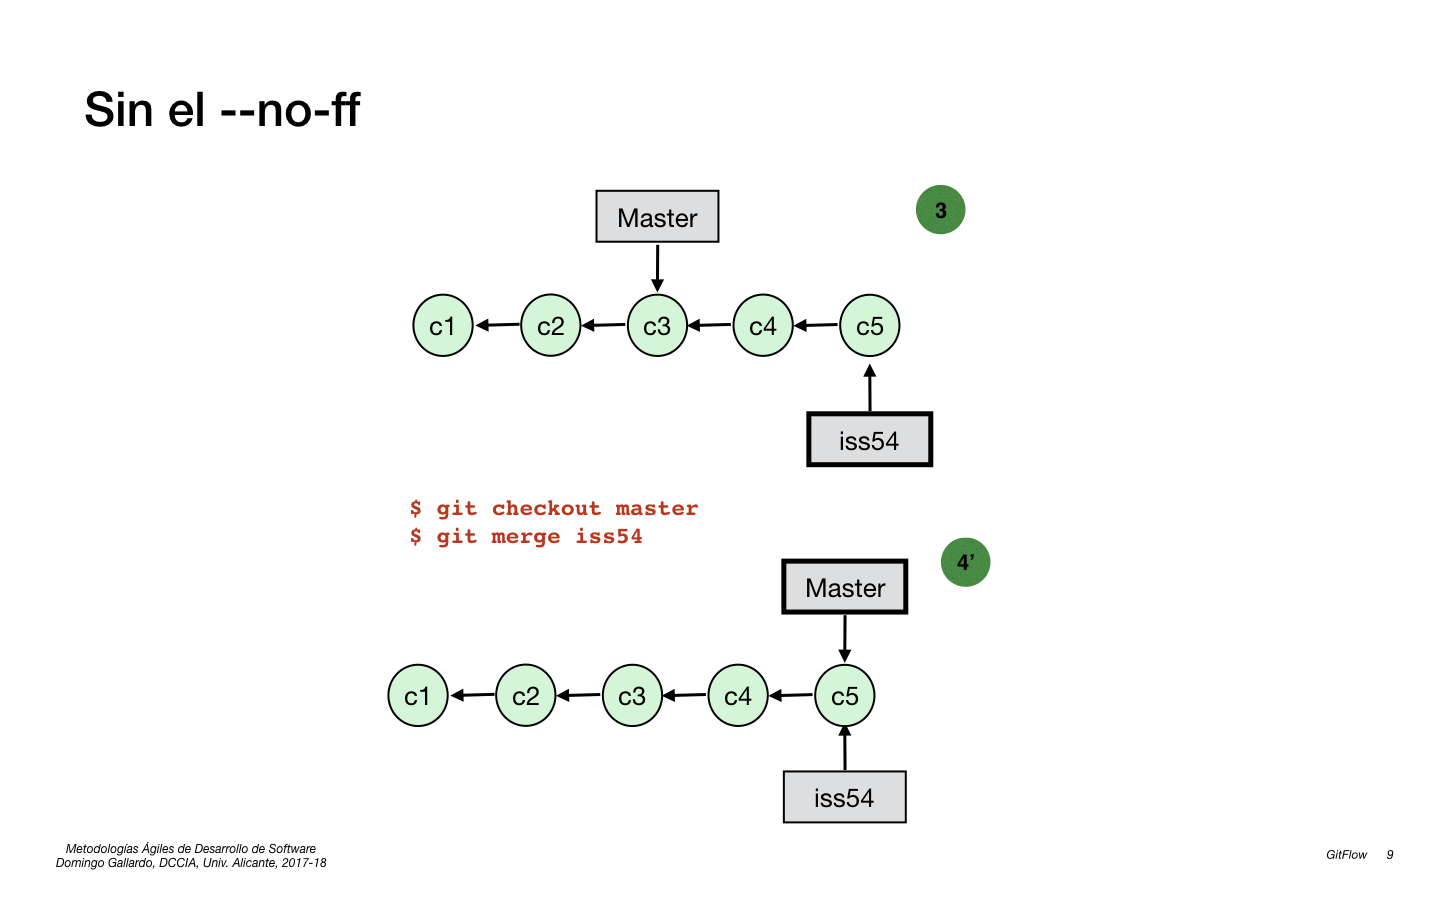 Sin el --no-ff
Master
3
c1 c2 c3 c4 c5
iss54
$ git checkout master
$ git merge iss54
Master
4’
c1 c2 c3 c4 c5
iss54
Metodologías Ágiles de Desarrollo de Software
Domingo Gallardo, DCCIA, Univ. Alicante, 2017-18
GitFlow 9